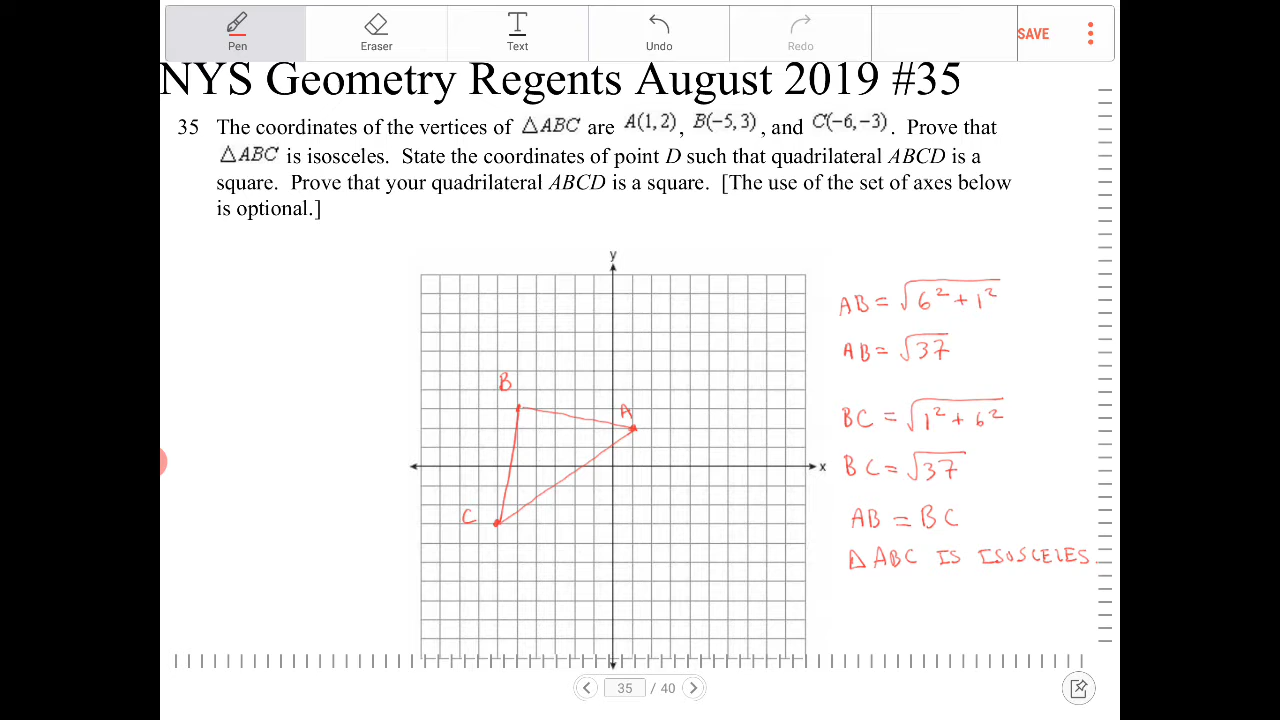 Pen Eraser Text Undo Redo SAVE
NYS Geometry Regents August 2019 #35
35 The coordinates of the vertices of △ABC are A(1,2), B(−5,3), and C(−6,−3). Prove that
△ABC is isosceles. State the coordinates of point D such that quadrilateral ABCD is a
square. Prove that your quadrilateral ABCD is a square. [The use of the set of axes below
is optional.]
y
x
B
A
C
AB = √6² + 1²
AB = √37
BC = √1² + 6²
BC = √37
AB = BC
△ ABC IS ISOSCELES.
35 / 40